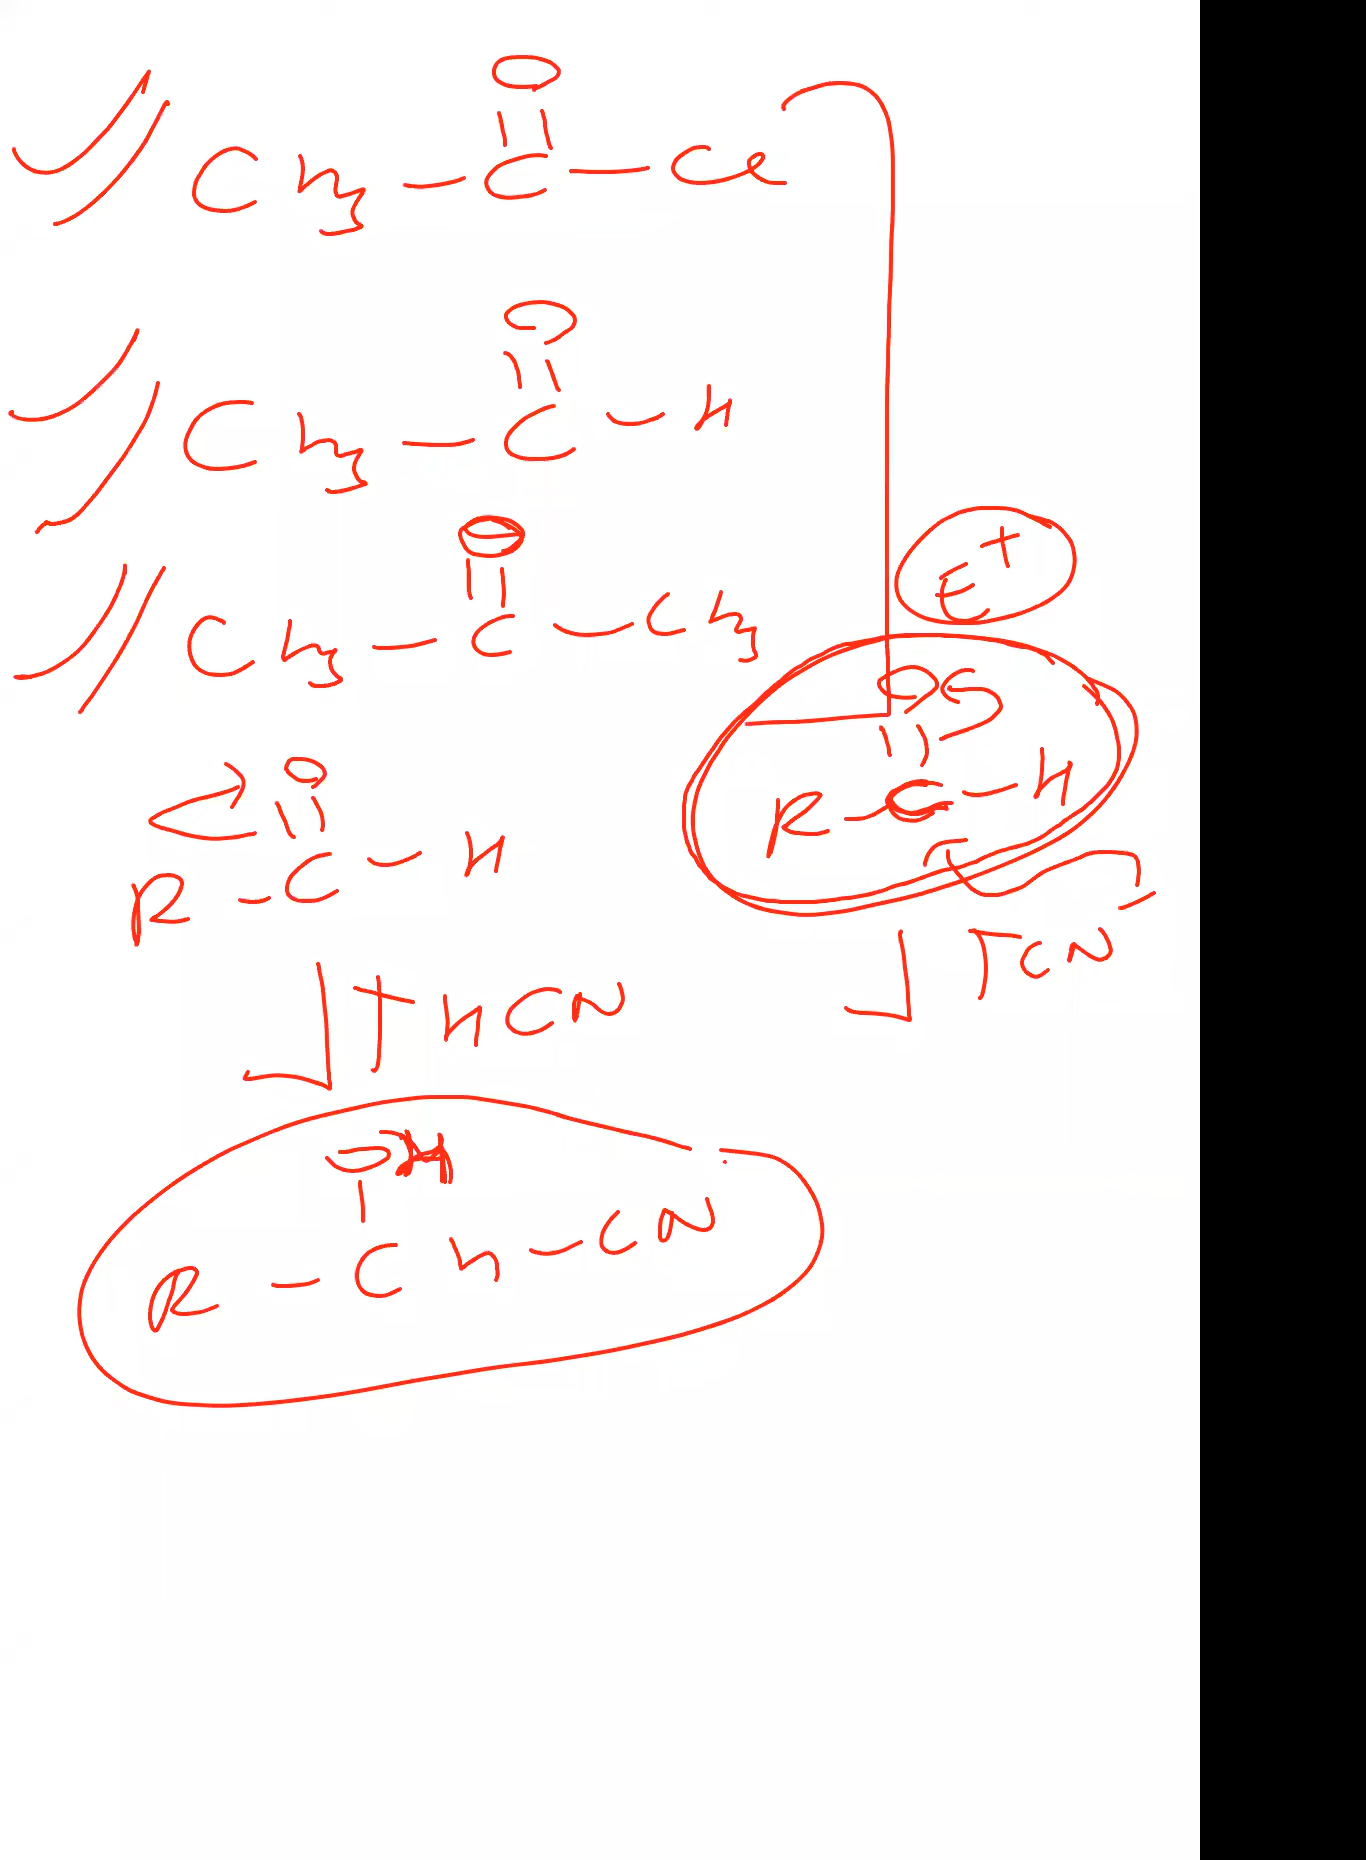 O
CH3 - C - Cl
O
CH3 - C - H
O
CH3 - C - CH3
E+
O
R - C - H
O
R - C - H
+ CN-
+ HCN
OH
R - CH - CN